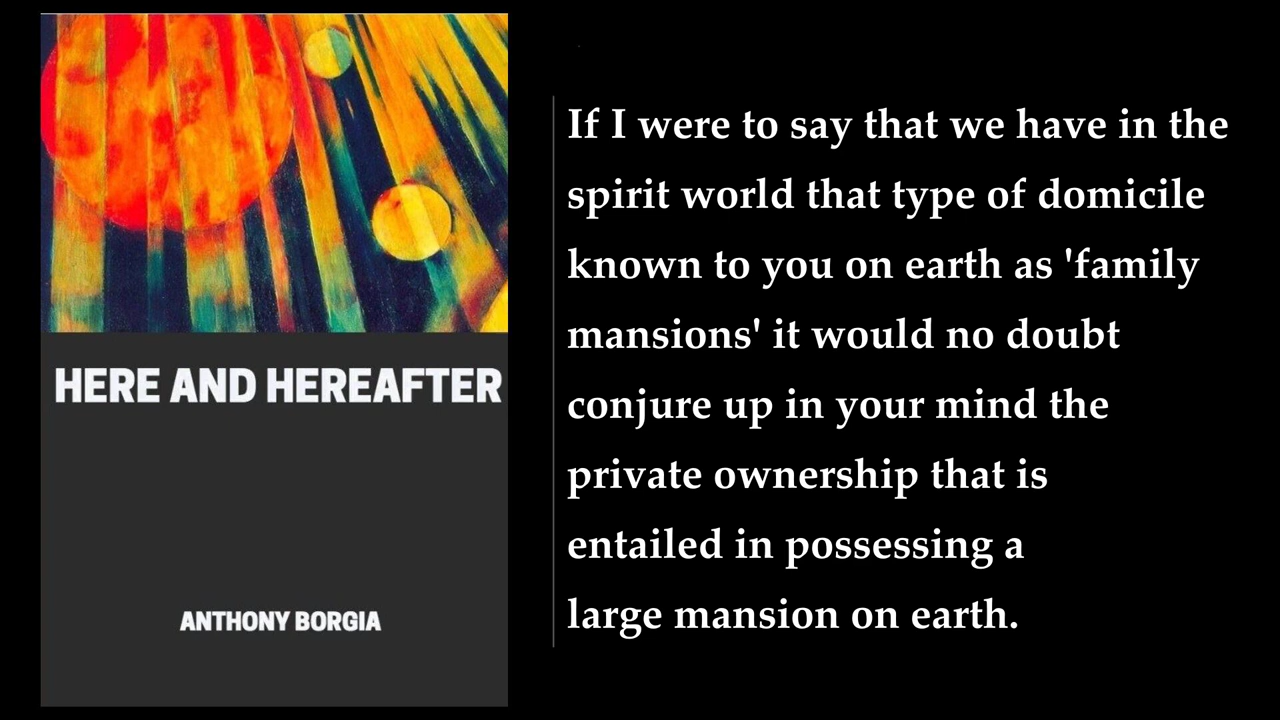 HERE AND HEREAFTER
ANTHONY BORGIA
If I were to say that we have in the
spirit world that type of domicile
known to you on earth as 'family
mansions' it would no doubt
conjure up in your mind the
private ownership that is
entailed in possessing a
large mansion on earth.